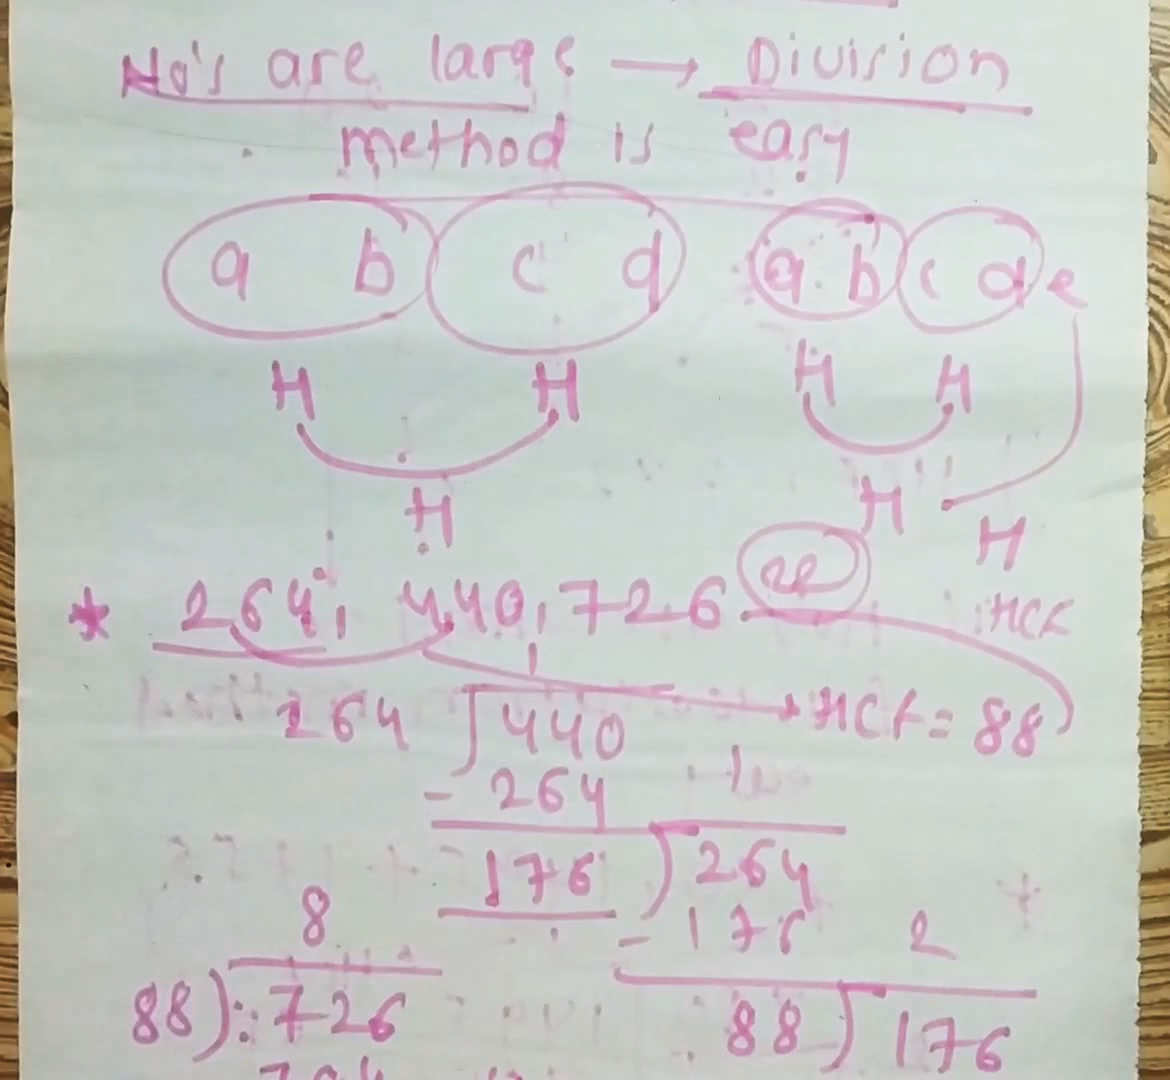 No's are large → Division
method is easy
a b c d a b c d e
H H H H
H H H
* 264, 440, 726 22 HCF
1
264 ) 440 → HCF = 88
- 264
176 ) 264
8 - 176 2
88 ) 726 88 ) 176